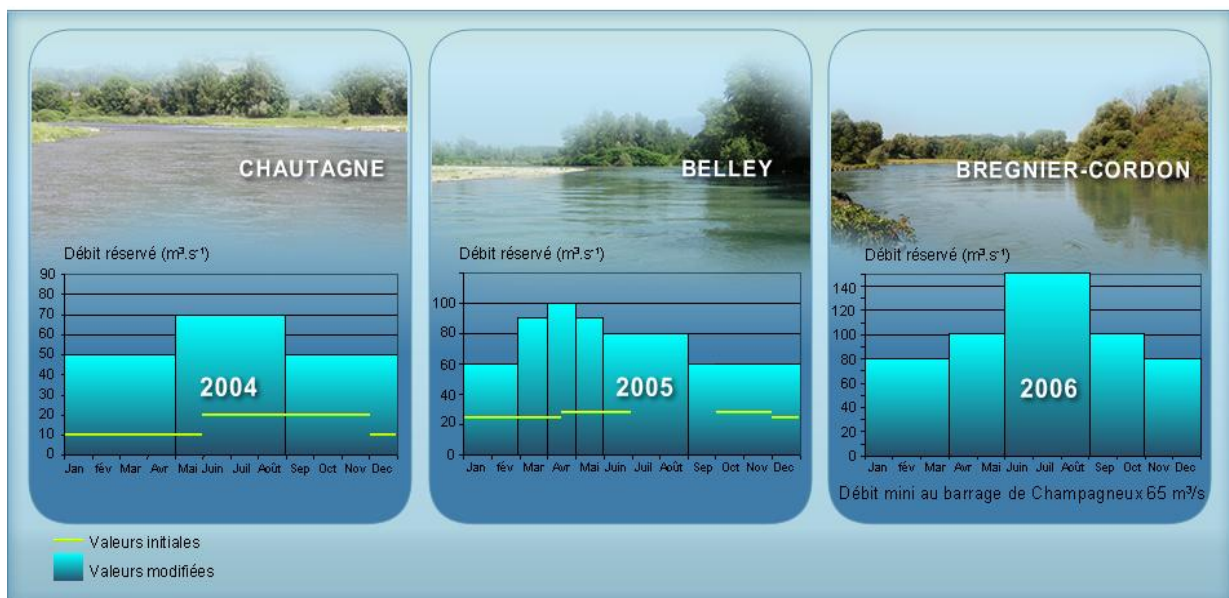 CHAUTAGNE
Débit réservé (m³.s⁻¹)
90
80
70
60
50
40
30
20
10
0
2004
Jan fév Mar Avr Mai Juin Juil Août Sep Oct Nov Dec
BELLEY
Débit réservé (m³.s⁻¹)
100
80
60
40
20
0
2005
Jan fév Mar Avr Mai Juin Juil Août Sep Oct Nov Dec
BREGNIER-CORDON
Débit réservé (m³.s⁻¹)
140
120
100
80
60
40
20
0
2006
Jan fév Mar Avr Mai Juin Juil Août Sep Oct Nov Dec
Débit mini au barrage de Champagneux 65 m³/s
Valeurs initiales
Valeurs modifiées